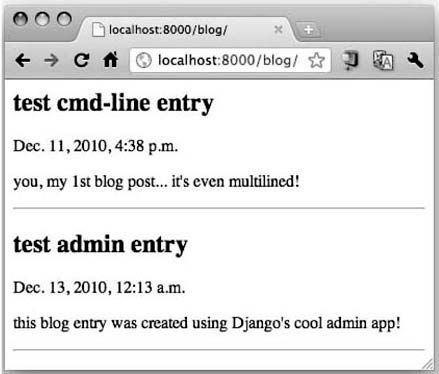 localhost:8000/blog/
localhost:8000/blog/
test cmd-line entry
Dec. 11, 2010, 4:38 p.m.
you, my 1st blog post... it's even multilined!
test admin entry
Dec. 13, 2010, 12:13 a.m.
this blog entry was created using Django's cool admin app!